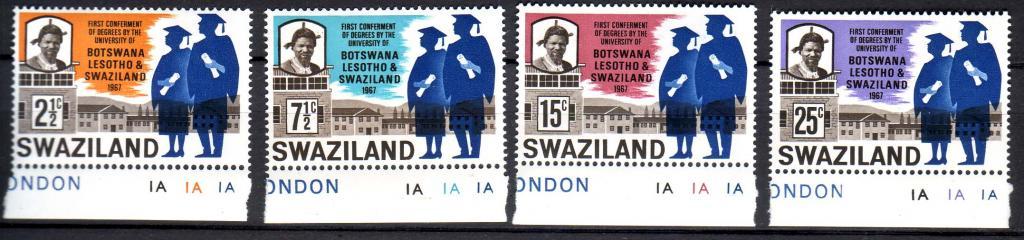 FIRST CONFERMENT
OF DEGREES BY THE
UNIVERSITY OF
BOTSWANA
LESOTHO &
SWAZILAND
1967
2½c
SWAZILAND
ONDON 1A 1A 1A
FIRST CONFERMENT
OF DEGREES BY THE
UNIVERSITY OF
BOTSWANA
LESOTHO &
SWAZILAND
1967
7½c
SWAZILAND
ONDON 1A 1A 1A
FIRST CONFERMENT
OF DEGREES BY THE
UNIVERSITY OF
BOTSWANA
LESOTHO &
SWAZILAND
1967
15c
SWAZILAND
ONDON 1A 1A 1A
FIRST CONFERMENT
OF DEGREES BY THE
UNIVERSITY OF
BOTSWANA
LESOTHO &
SWAZILAND
1967
25c
SWAZILAND
ONDON 1A 1A 1A